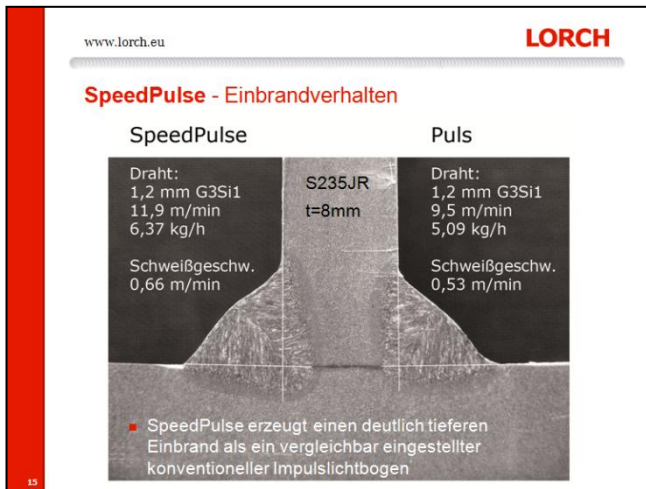 www.lorch.eu
LORCH
SpeedPulse - Einbrandverhalten
SpeedPulse
Puls
Draht:
1,2 mm G3Si1
11,9 m/min
6,37 kg/h
Schweißgeschw.
0,66 m/min
S235JR
t=8mm
Draht:
1,2 mm G3Si1
9,5 m/min
5,09 kg/h
Schweißgeschw.
0,53 m/min
SpeedPulse erzeugt einen deutlich tieferen
Einbrand als ein vergleichbar eingestellter
konventioneller Impulslichtbogen
15